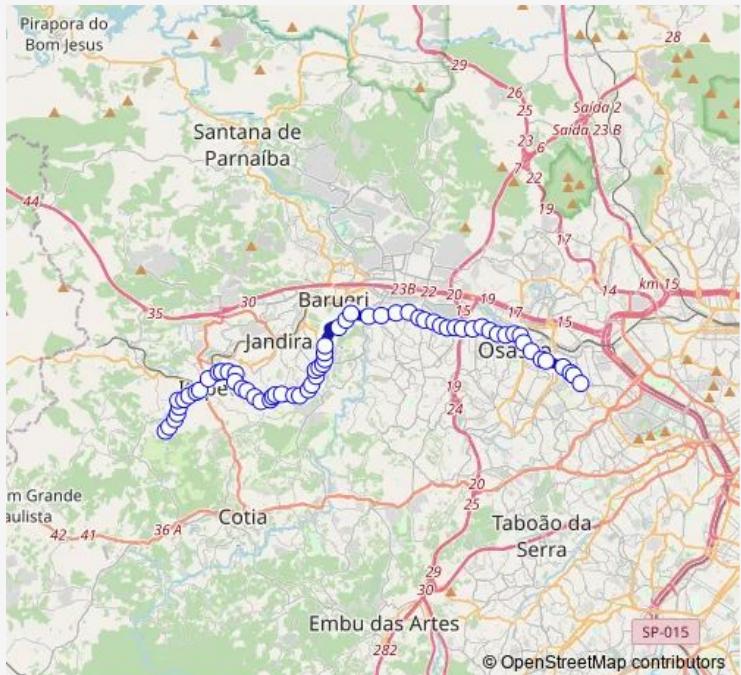 Pirapora do
Bom Jesus
28
29
26
25
Saída 2
Saída 23 B
Santana de
Parnaíba
23
6
7
22
19
17
44
km 15
14
30
23B
22
20
19
17
15
35
Barueri
15
Jandira
Osasco
19
24
m Grande
aulista
20
42
41
36 A
Cotia
25
Taboão da
Serra
29
30
Embu das Artes
282
SP-015
© OpenStreetMap contributors